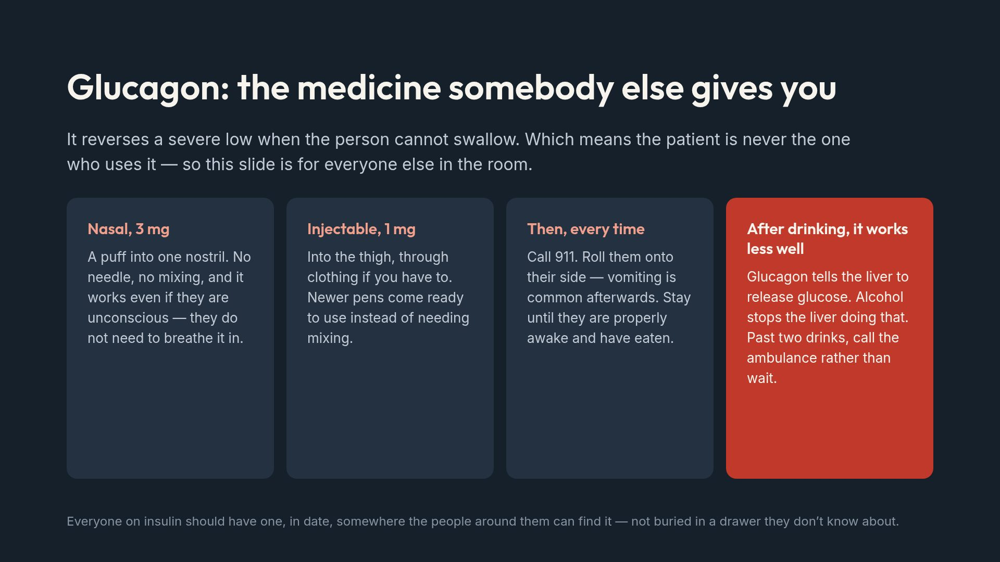 Glucagon: the medicine somebody else gives you
It reverses a severe low when the person cannot swallow. Which means the patient is never the one
who uses it — so this slide is for everyone else in the room.
Nasal, 3 mg
A puff into one nostril. No
needle, no mixing, and it
works even if they are
unconscious — they do
not need to breathe it in.
Injectable, 1 mg
Into the thigh, through
clothing if you have to.
Newer pens come ready
to use instead of needing
mixing.
Then, every time
Call 911. Roll them onto
their side — vomiting is
common afterwards. Stay
until they are properly
awake and have eaten.
After drinking, it works
less well
Glucagon tells the liver to
release glucose. Alcohol
stops the liver doing that.
Past two drinks, call the
ambulance rather than
wait.
Everyone on insulin should have one, in date, somewhere the people around them can find it — not buried in a drawer they don’t know about.